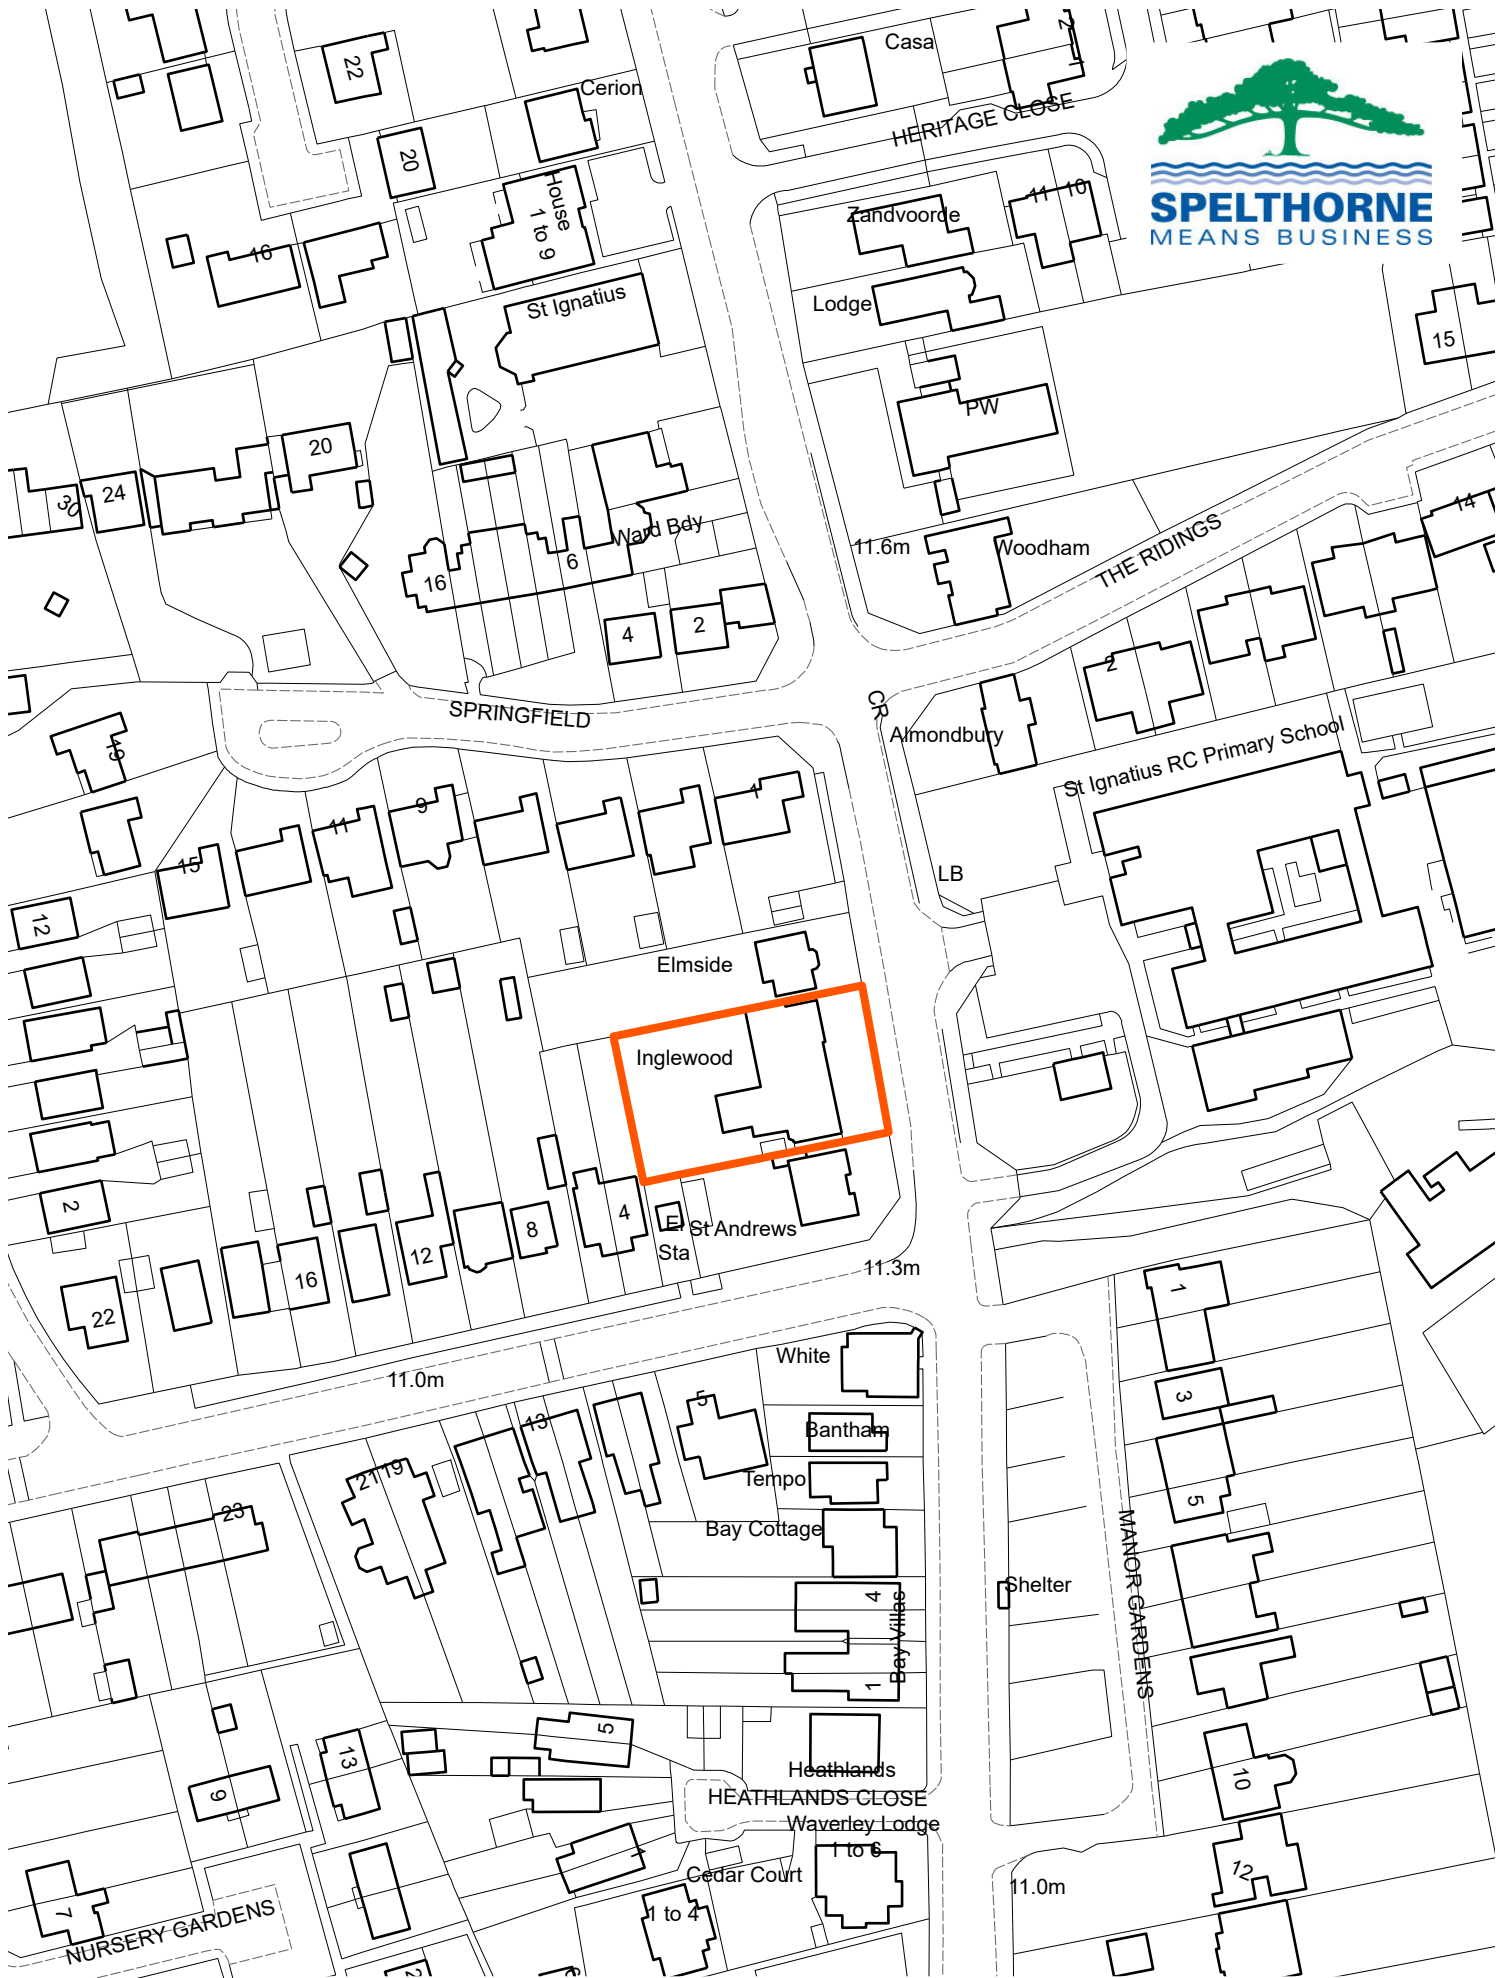 Casa
22
Cerion
HERITAGE CLOSE
SPELTHORNE
MEANS BUSINESS
20
House
1 to 9
Zandvoorde
11
10
16
St Ignatius
Lodge
15
PW
20
24
30
Ward Bdy
14
11.6m
Woodham
THE RIDINGS
16
6
4
2
2
CR
SPRINGFIELD
Almondbury
St Ignatius RC Primary School
19
1
9
11
15
LB
12
Elmside
Inglewood
2
4
El
Sta
St Andrews
8
12
16
22
11.3m
1
White
11.0m
3
5
13
Bantham
21
19
Tempo
5
23
Bay Cottage
MANOR GARDENS
Shelter
4
Bay Villas
1
5
13
9
Heathlands
10
HEATHLANDS CLOSE
Waverley Lodge
1 to 6
1
Cedar Court
12
11.0m
7
1 to 4
NURSERY GARDENS